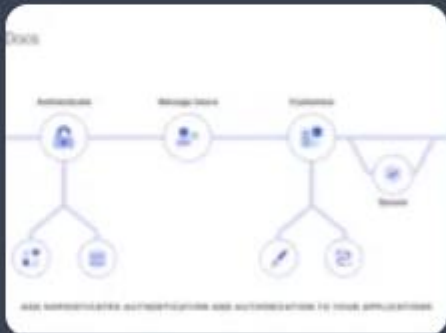 Docs
Authenticate
Manage Users
Customize
Secure
ADD SOPHISTICATED AUTHENTICATION AND AUTHORIZATION TO YOUR APPLICATIONS